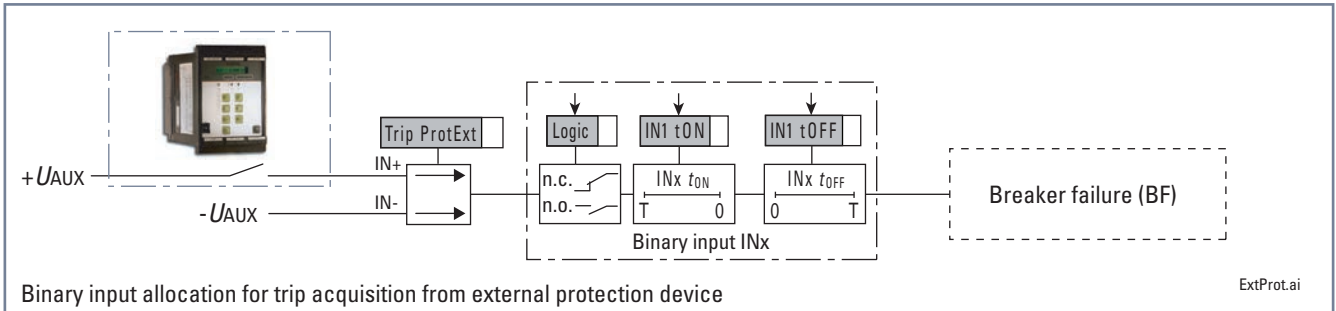 Trip ProtExt
Logic
IN1 tON
IN1 tOFF
+UAUX
IN+
-UAUX
IN-
n.c.
n.o.
INx tON
T 0
INx tOFF
0 T
Binary input INx
Breaker failure (BF)
Binary input allocation for trip acquisition from external protection device
ExtProt.ai